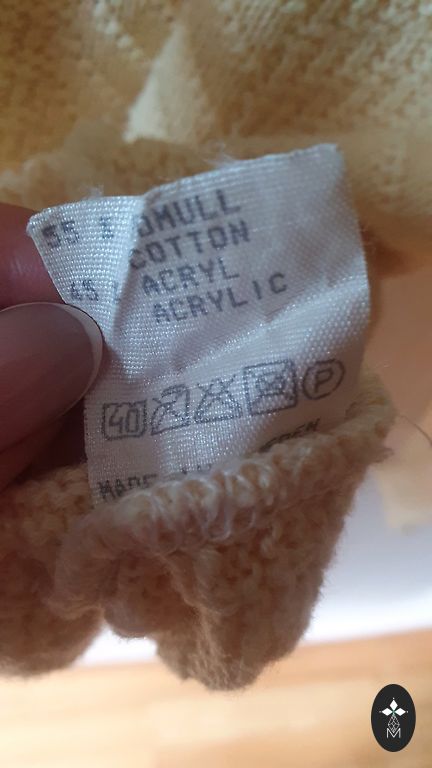 55 % BOMULL
COTTON
45 % ACRYL
ACRYLIC
40 P
MADE IN SWEDEN
M